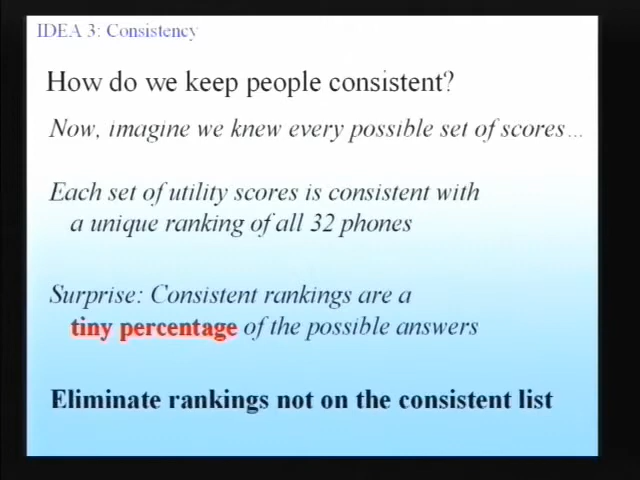 IDEA 3: Consistency
How do we keep people consistent?
Now, imagine we knew every possible set of scores...
Each set of utility scores is consistent with
a unique ranking of all 32 phones
Surprise: Consistent rankings are a
tiny percentage of the possible answers
Eliminate rankings not on the consistent list